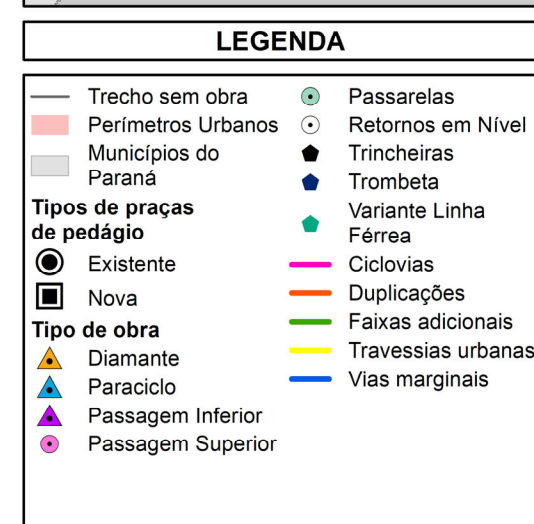 LEGENDA
Trecho sem obra
Perímetros Urbanos
Municípios do
Paraná
Tipos de praças
de pedágio
Existente
Nova
Tipo de obra
Diamante
Paraciclo
Passagem Inferior
Passagem Superior
Passarelas
Retornos em Nível
Trincheiras
Trombeta
Variante Linha
Férrea
Ciclovias
Duplicações
Faixas adicionais
Travessias urbanas
Vias marginais